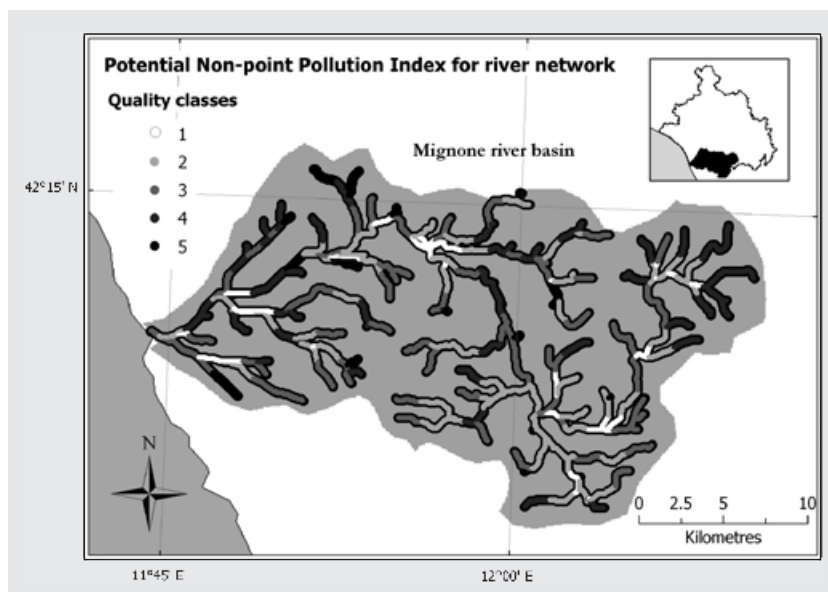 Potential Non-point Pollution Index for river network
Quality classes
1
2
3
4
5
Mignone river basin
42°15' N
N
0 2.5 5 10
Kilometres
11°45' E
12°00' E